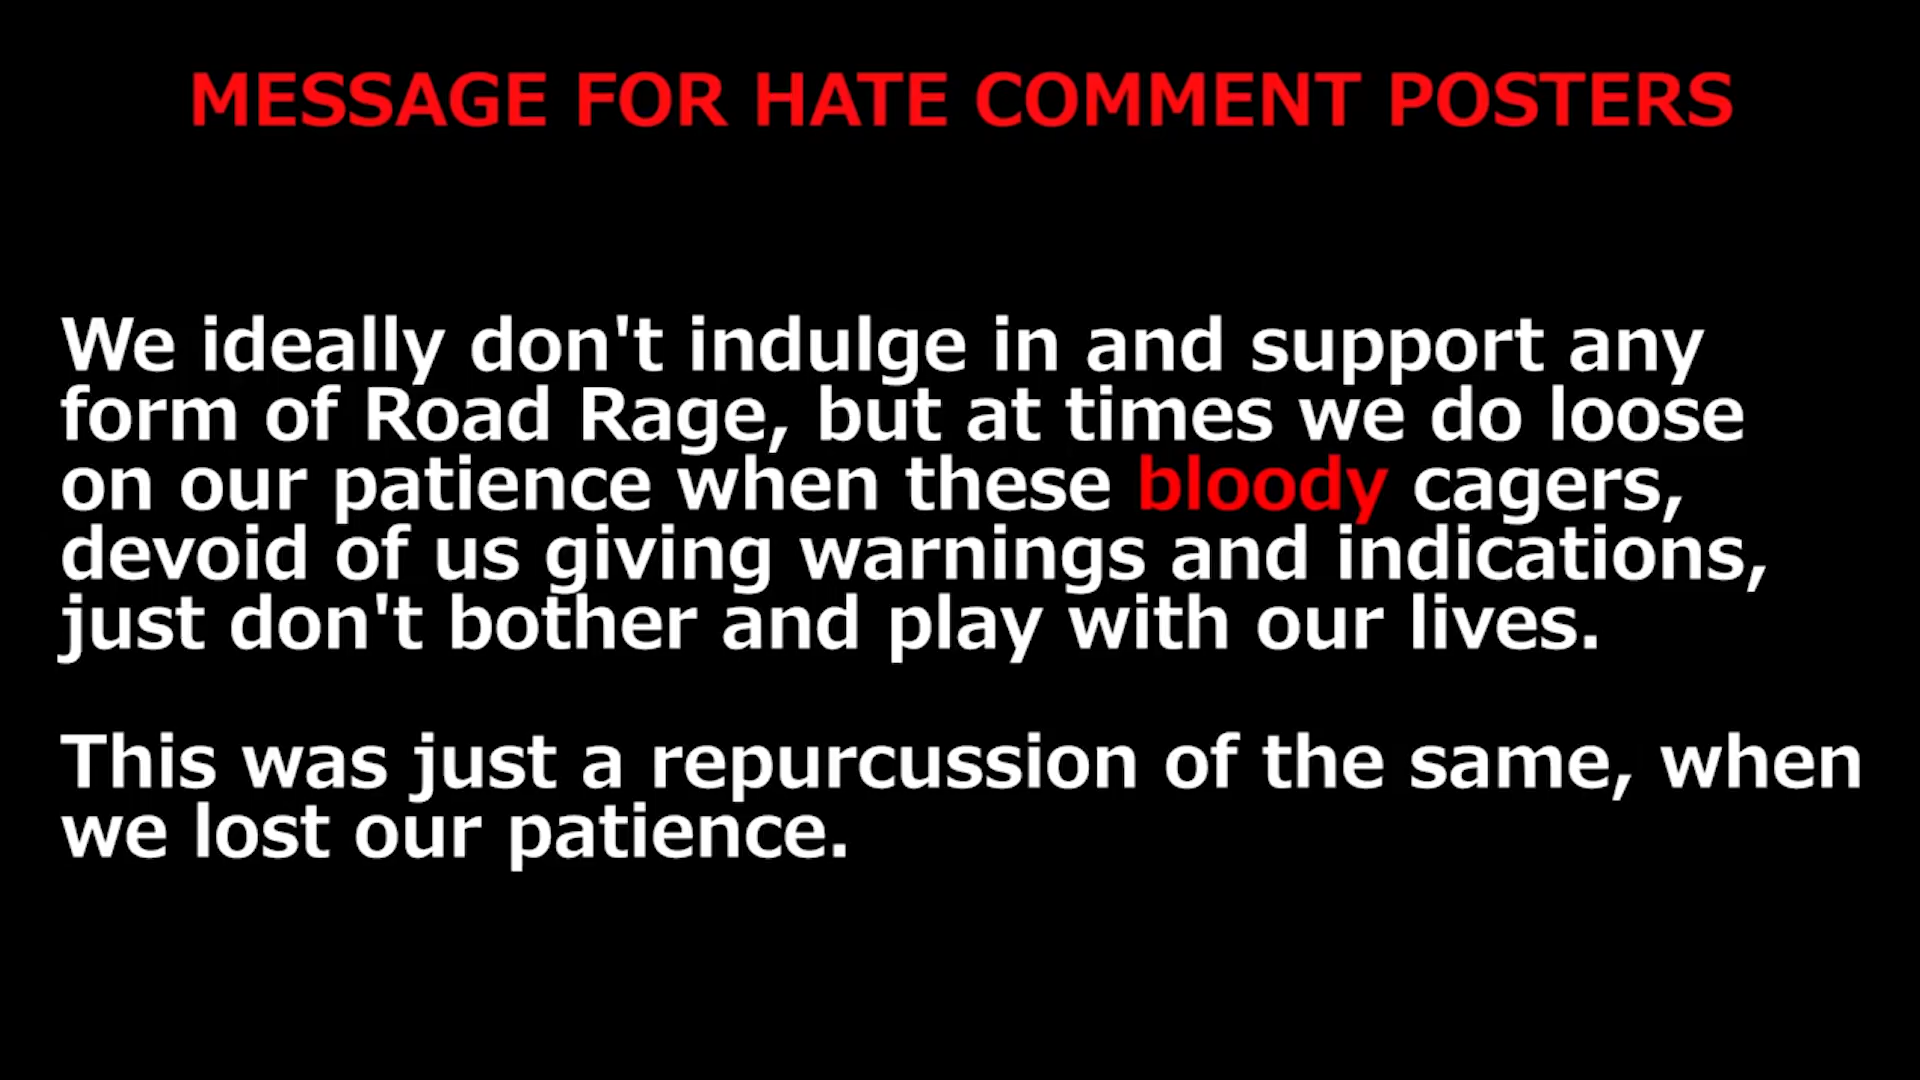 MESSAGE FOR HATE COMMENT POSTERS
We ideally don't indulge in and support any
form of Road Rage, but at times we do loose
on our patience when these bloody cagers,
devoid of us giving warnings and indications,
just don't bother and play with our lives.
This was just a repurcussion of the same, when
we lost our patience.